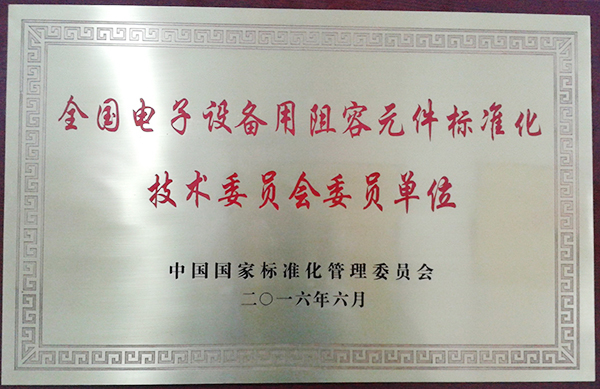 全国电子设备用阻容元件标准化
技术委员会委员单位
中国国家标准化管理委员会
二〇一六年六月